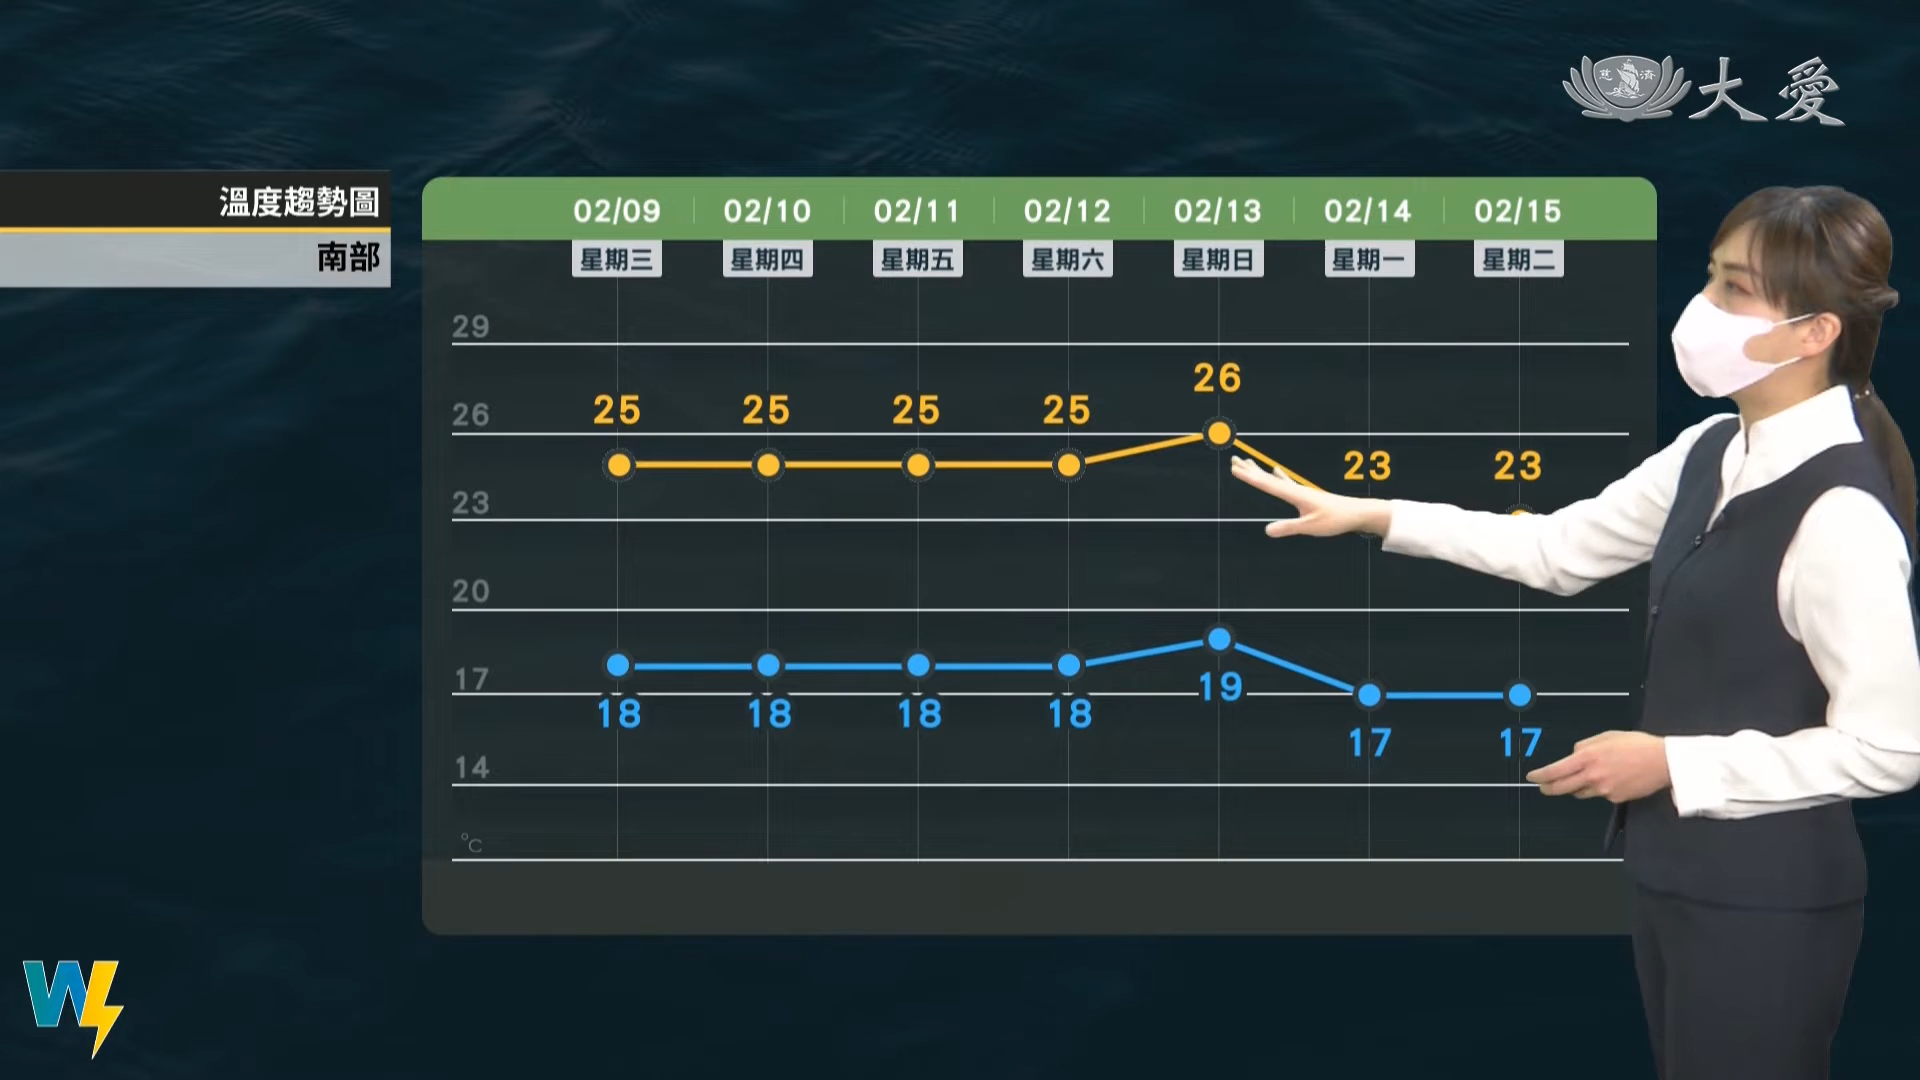 慈 濟
大愛
溫度趨勢圖
南部
02/09 02/10 02/11 02/12 02/13 02/14 02/15
星期三 星期四 星期五 星期六 星期日 星期一 星期二
29
26
25 25 25 25 26 23 23
26
23
20
17
18 18 18 18 19 17 17
14
°C
W